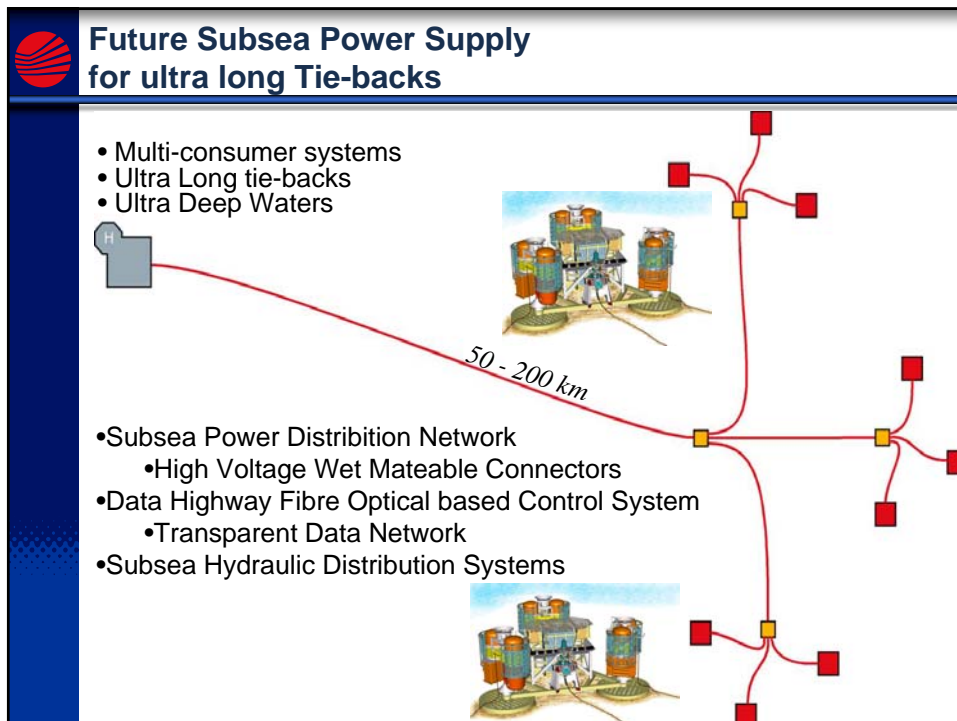 Future Subsea Power Supply
for ultra long Tie-backs
• Multi-consumer systems
• Ultra Long tie-backs
• Ultra Deep Waters
H
50 - 200 km
•Subsea Power Distribition Network
•High Voltage Wet Mateable Connectors
•Data Highway Fibre Optical based Control System
•Transparent Data Network
•Subsea Hydraulic Distribution Systems